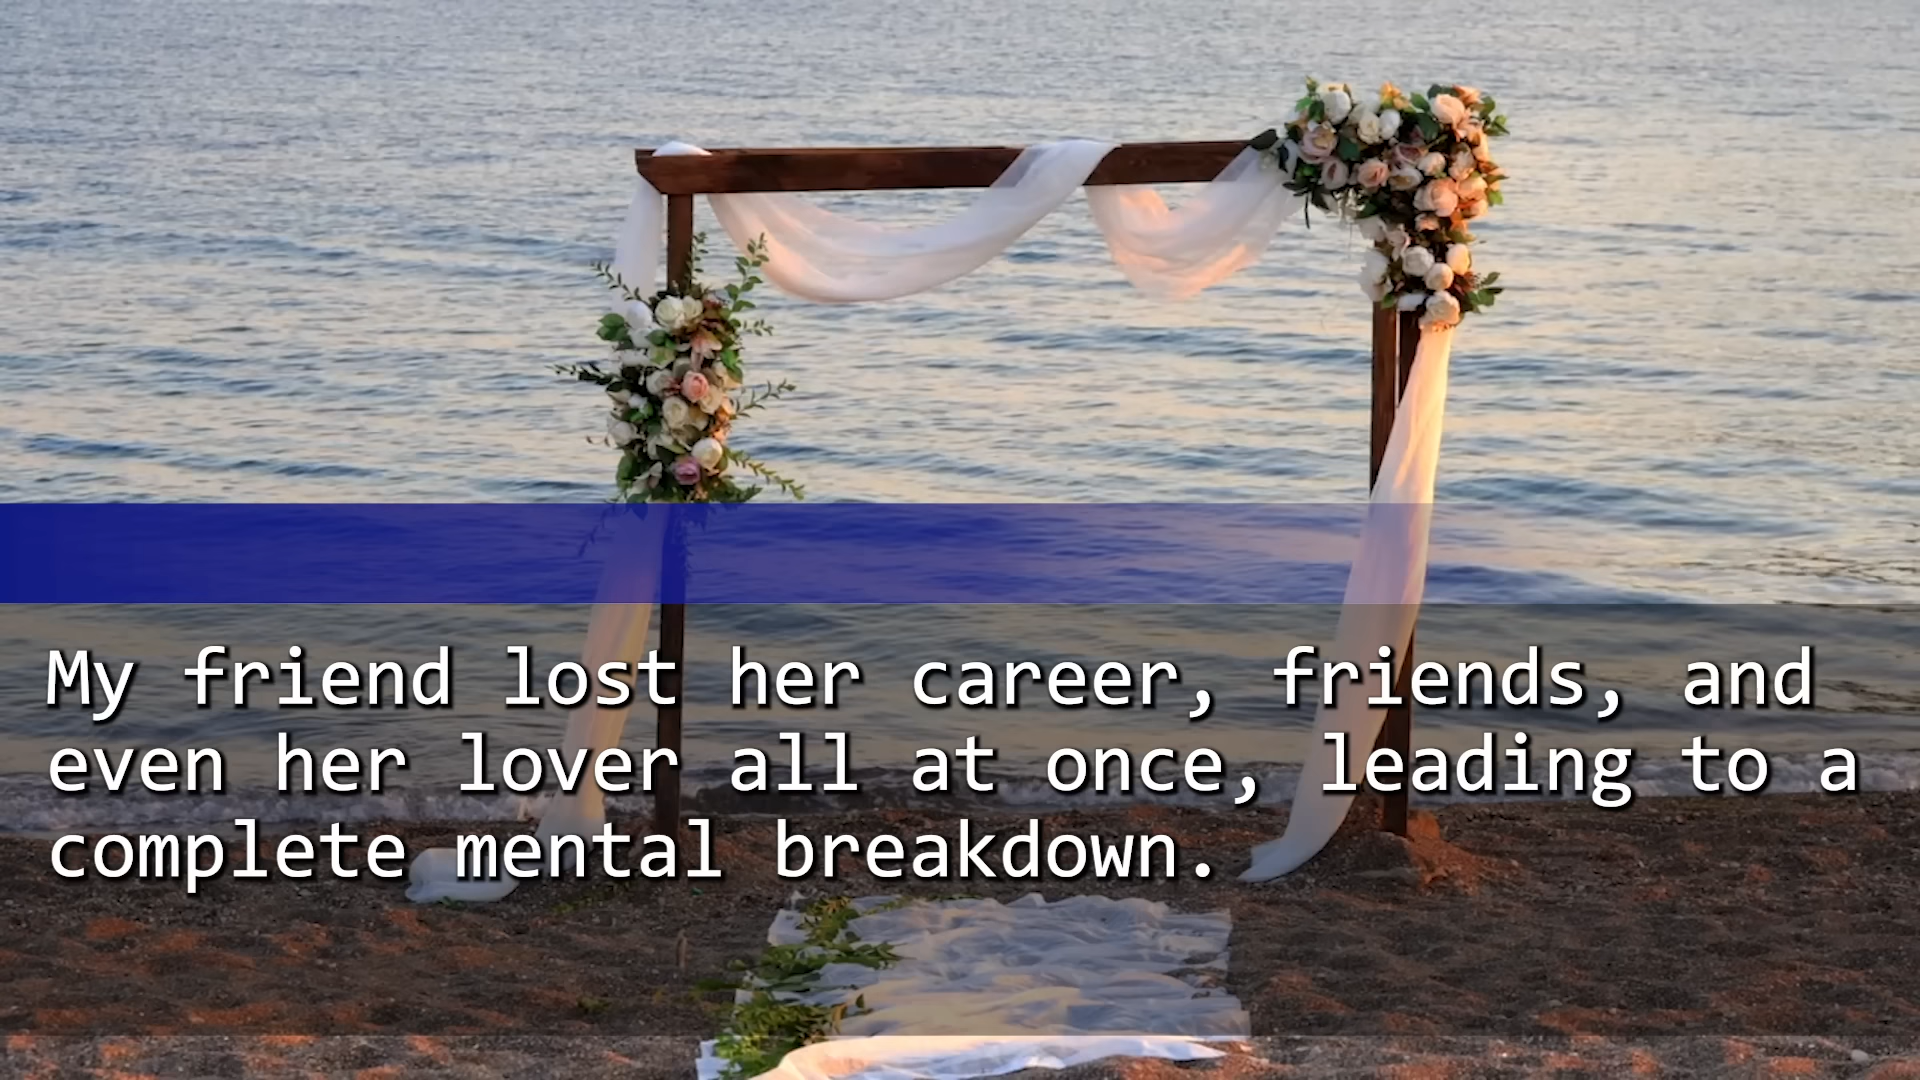 My friend lost her career, friends, and
even her lover all at once, leading to a
complete mental breakdown.